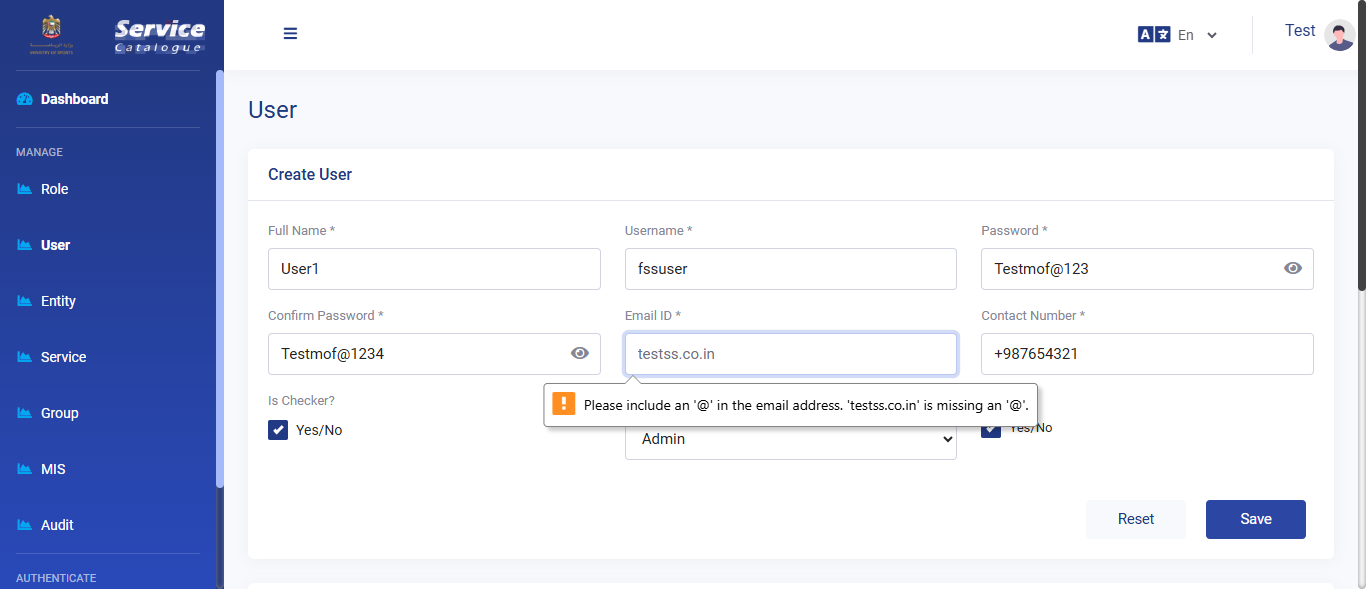 MINISTRY OF SPORTS
Service
Catalogue
En
Test
Dashboard
MANAGE
Role
User
Entity
Service
Group
MIS
Audit
AUTHENTICATE
User
Create User
Full Name *
Username *
Password *
User1
fssuser
Testmof@123
Confirm Password *
Email ID *
Contact Number *
Testmof@1234
testss.co.in
+987654321
Is Checker?
Please include an '@' in the email address. 'testss.co.in' is missing an '@'.
Yes/No
Admin
Yes/No
Reset
Save